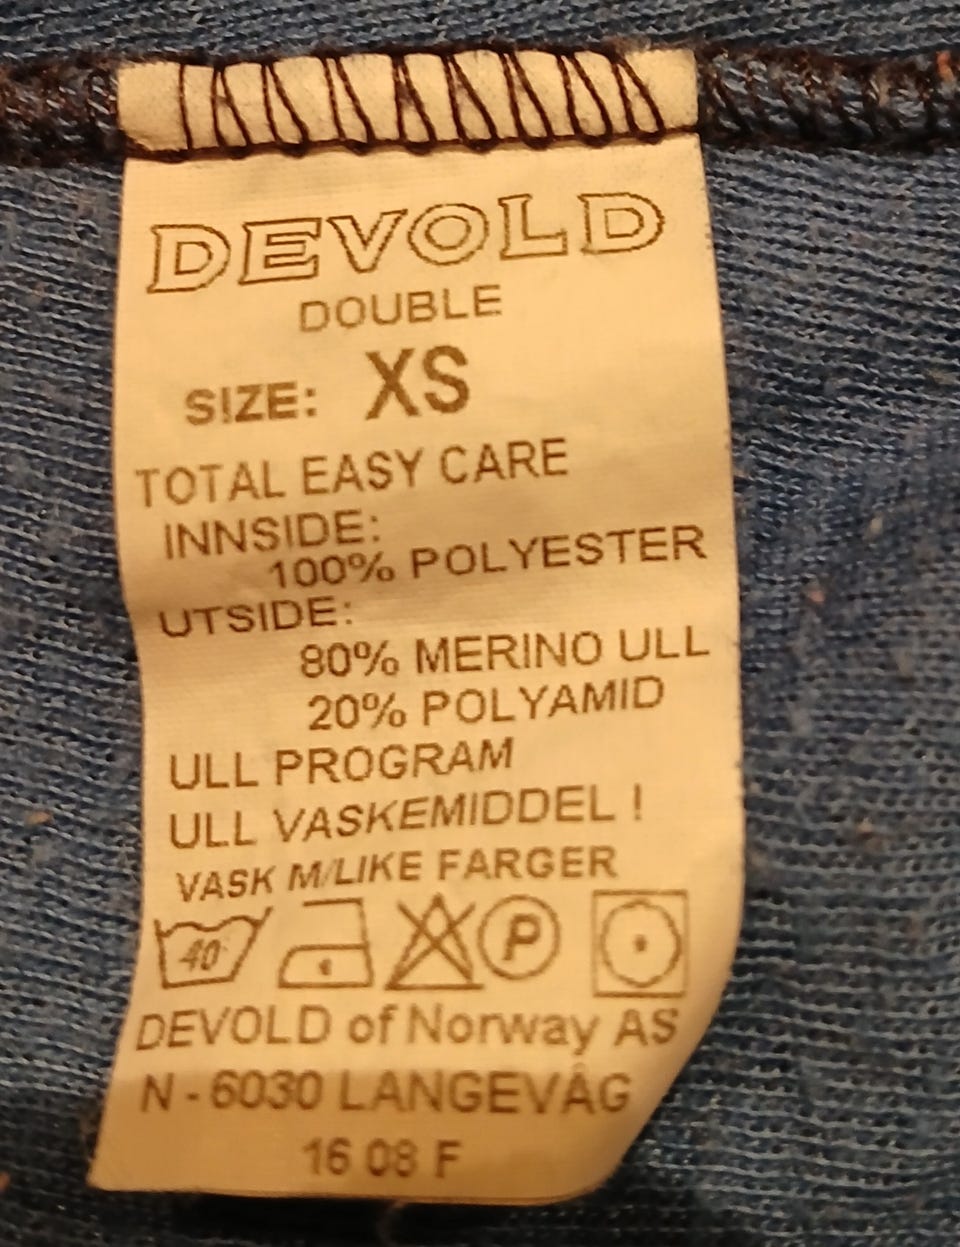 DEVOLD
DOUBLE
SIZE: XS
TOTAL EASY CARE
INNSIDE:
100% POLYESTER
UTSIDE:
80% MERINO ULL
20% POLYAMID
ULL PROGRAM
ULL VASKEMIDDEL !
VASK M/LIKE FARGER
40° P
DEVOLD of Norway AS
N - 6030 LANGEVÅG
16 08 F